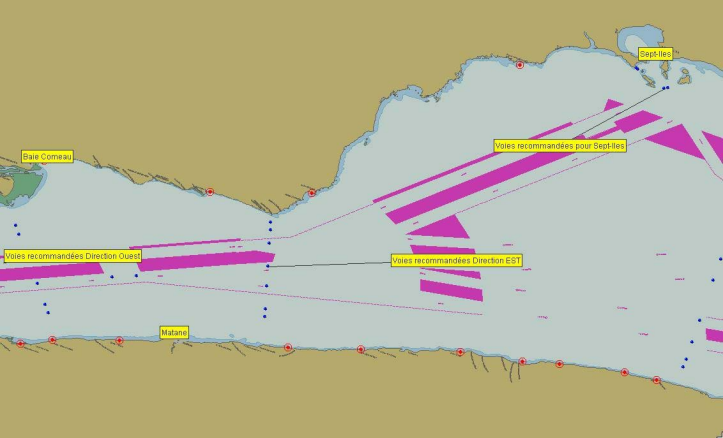 Sept-Iles
Voies recommandées pour Sept-Iles
Baie Comeau
Voies recommandées Direction Ouest
Voies recommandées Direction EST
Matane